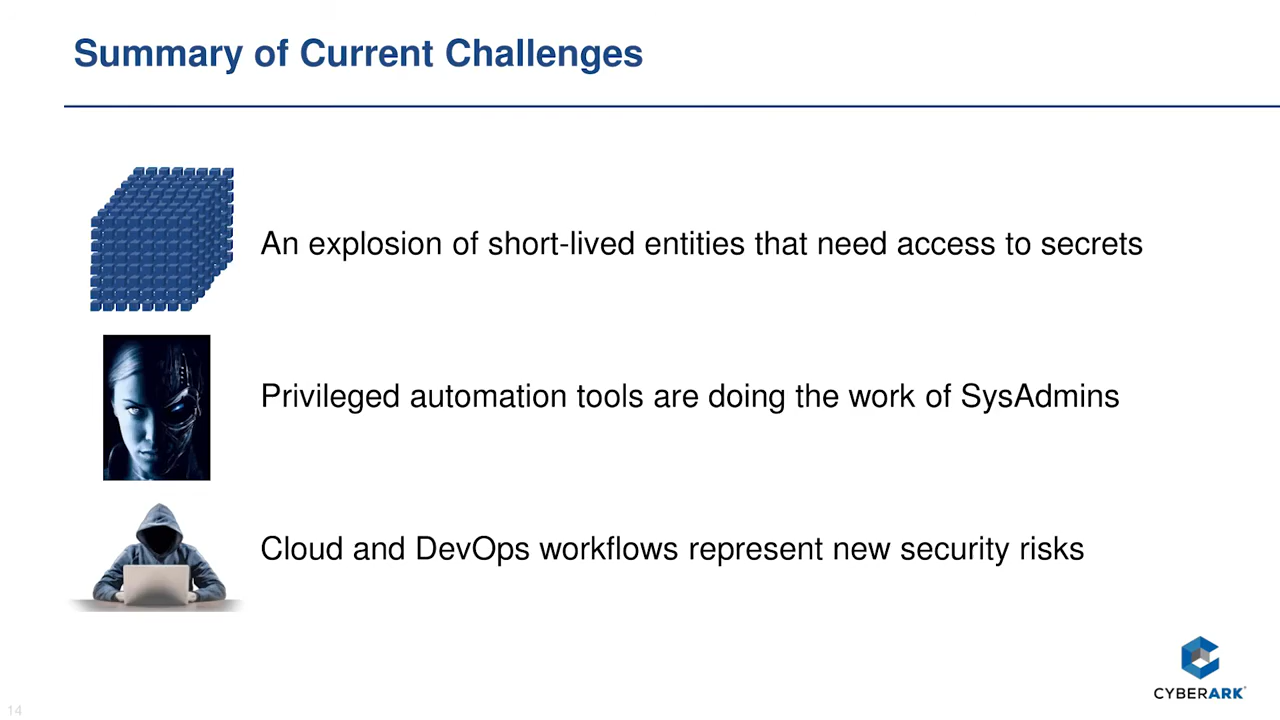 Summary of Current Challenges
An explosion of short-lived entities that need access to secrets
Privileged automation tools are doing the work of SysAdmins
Cloud and DevOps workflows represent new security risks
CYBERARK
14